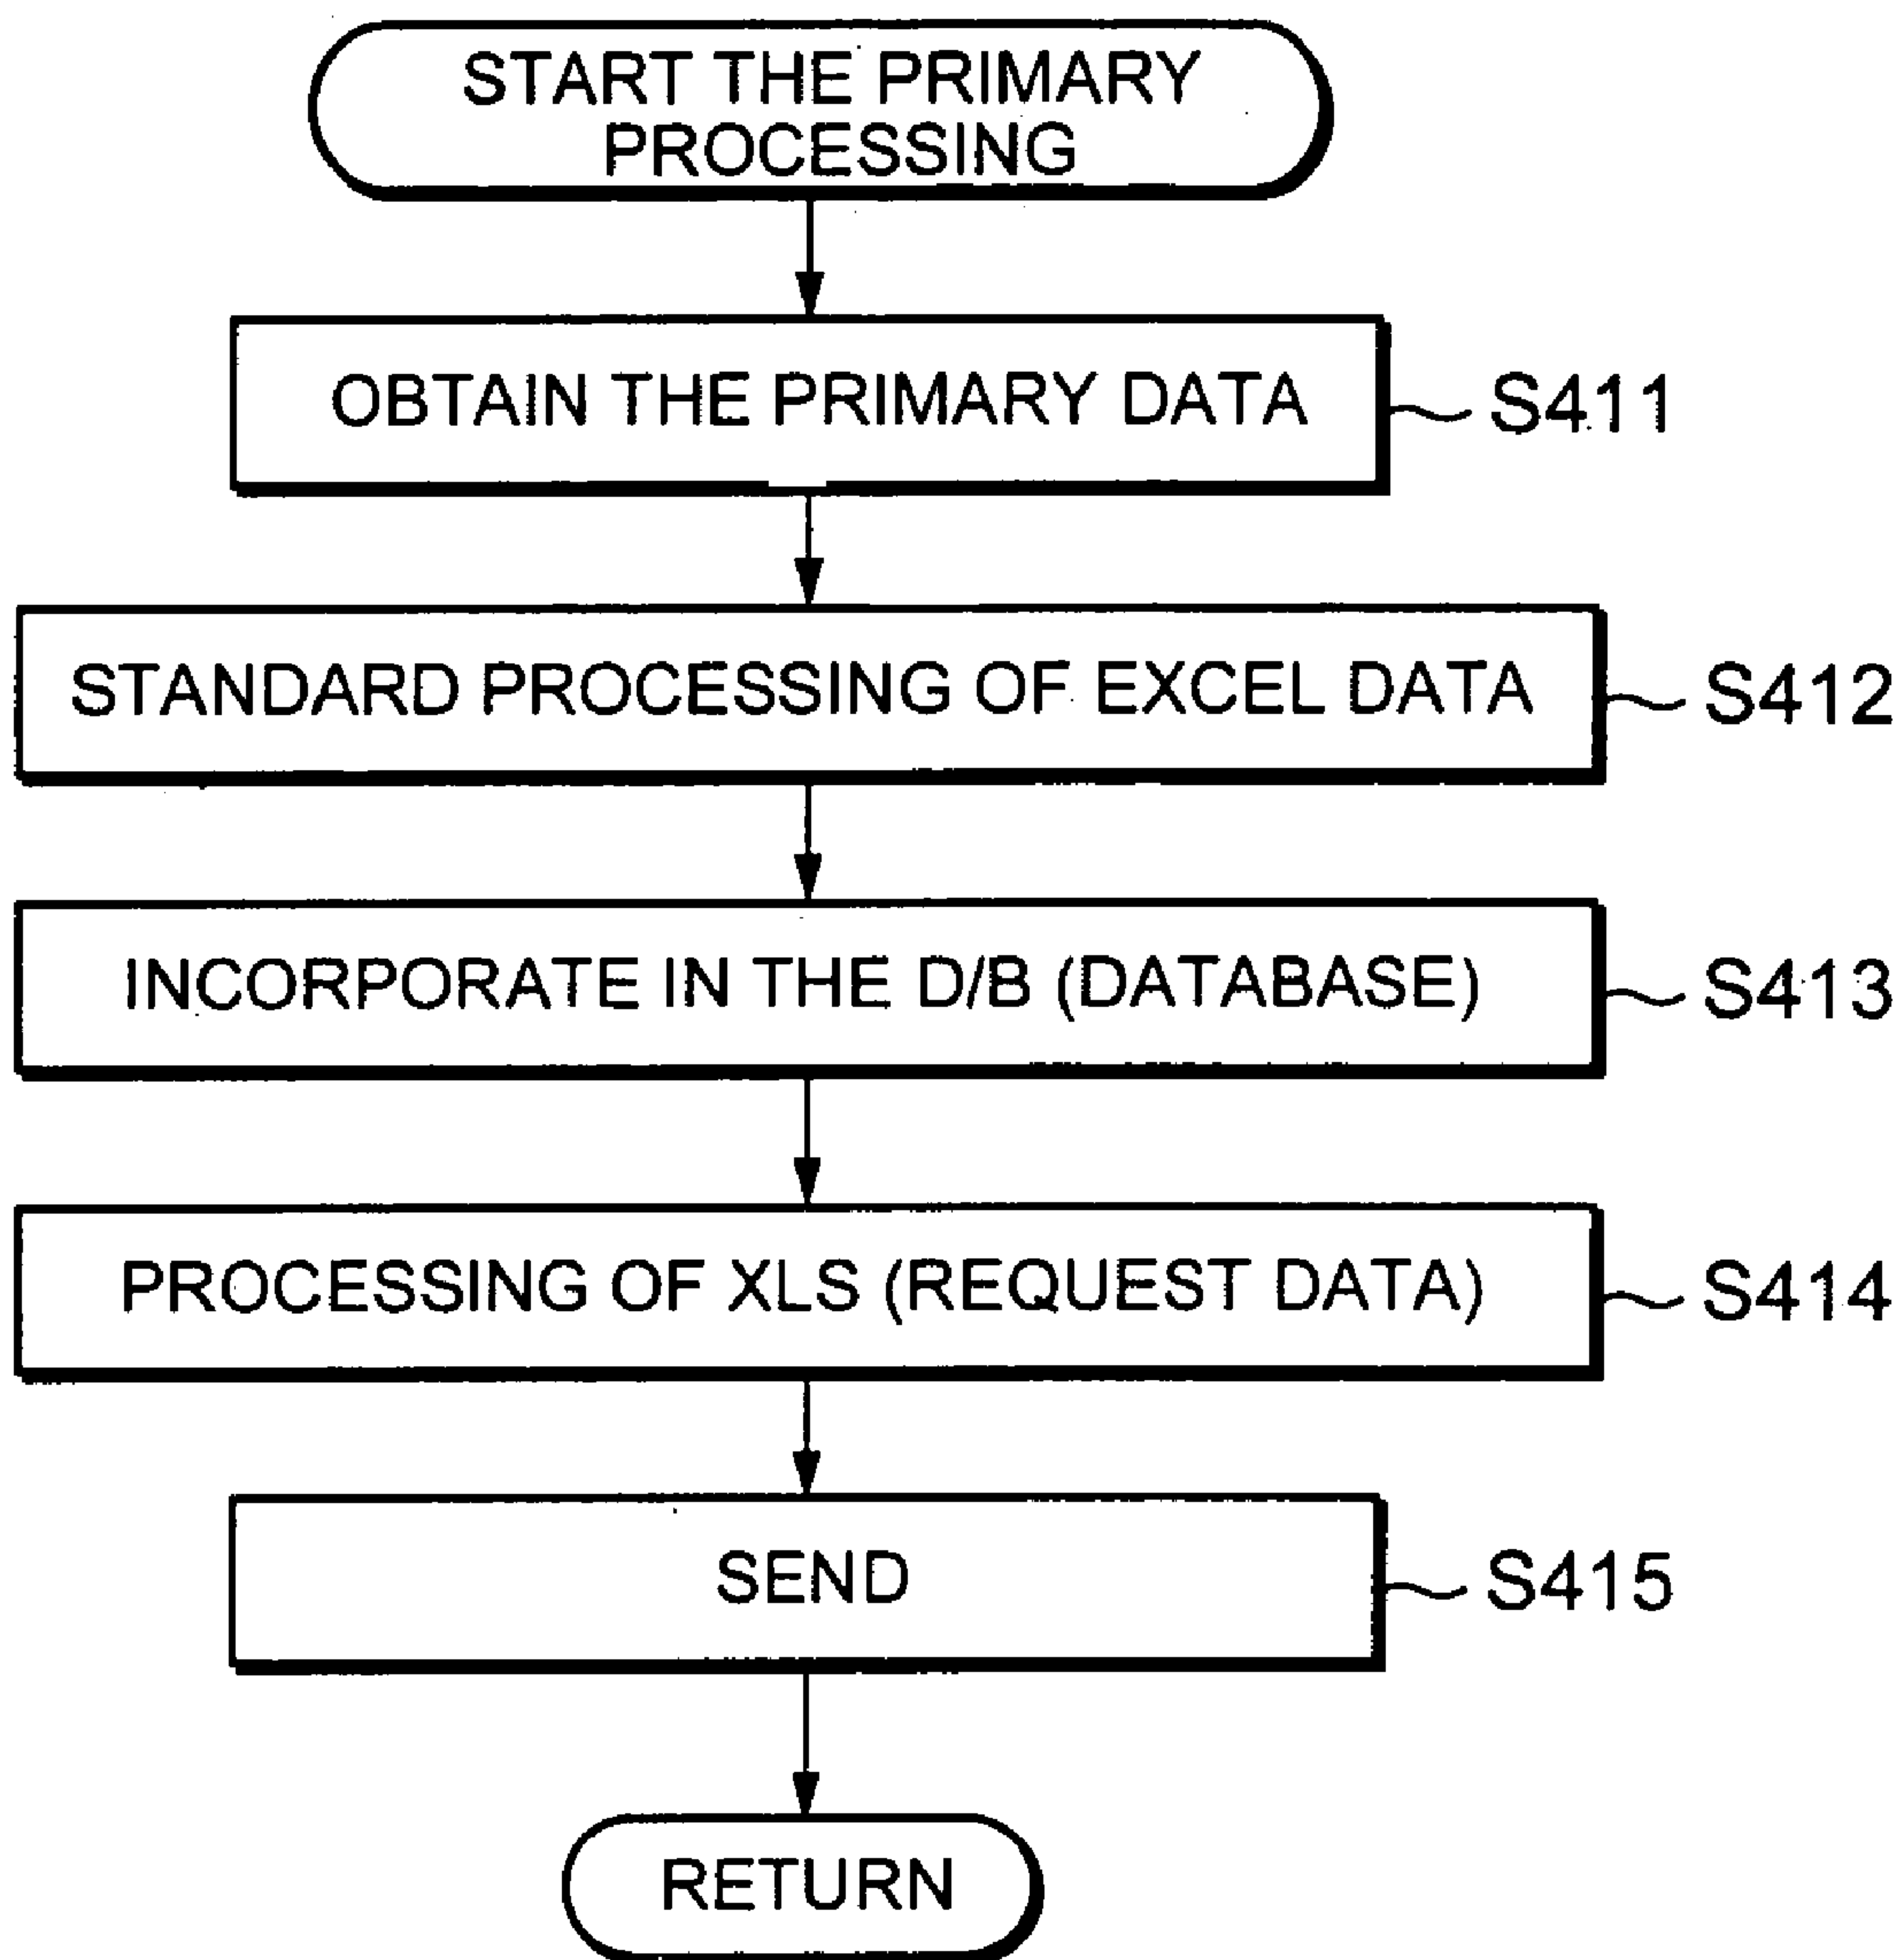 START THE PRIMARY
PROCESSING
OBTAIN THE PRIMARY DATA
S411
STANDARD PROCESSING OF EXCEL DATA
S412
INCORPORATE IN THE D/B (DATABASE)
S413
PROCESSING OF XLS (REQUEST DATA)
S414
SEND
S415
RETURN